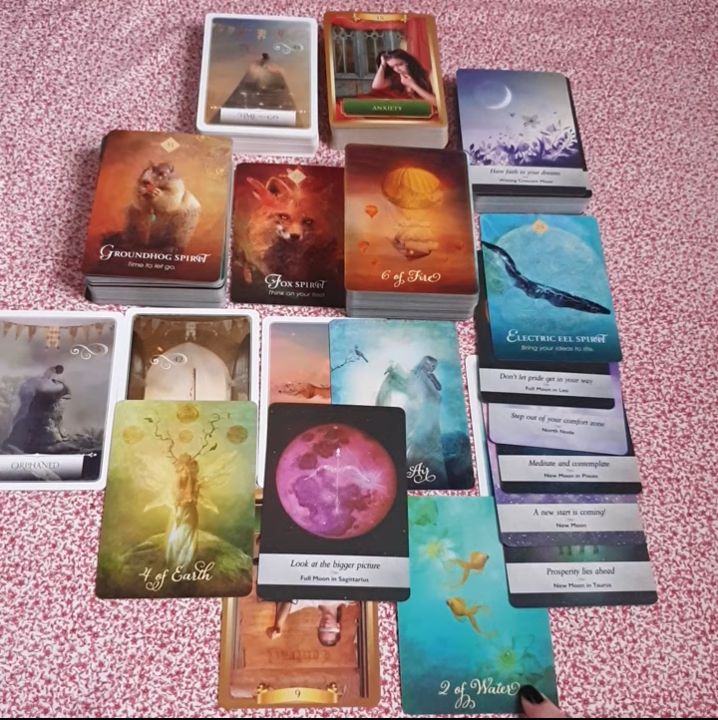 TIME TO GO
13
ANXIETY
Have faith in your dreams
Waxing Crescent Moon
GROUNDHOG SPIRIT
Time to let go
FOX SPIRIT
Think on your feet
6 of Fire
ELECTRIC EEL SPIRIT
Bring your ideas to life
42
ORPHANED
Air
Don't let pride get in your way
Full Moon in Leo
Step out of your comfort zone
North Node
Meditate and contemplate
New Moon in Pisces
A new start is coming!
New Moon
Prosperity lies ahead
New Moon in Taurus
4 of Earth
Look at the bigger picture
Full Moon in Sagittarius
9
2 of Water